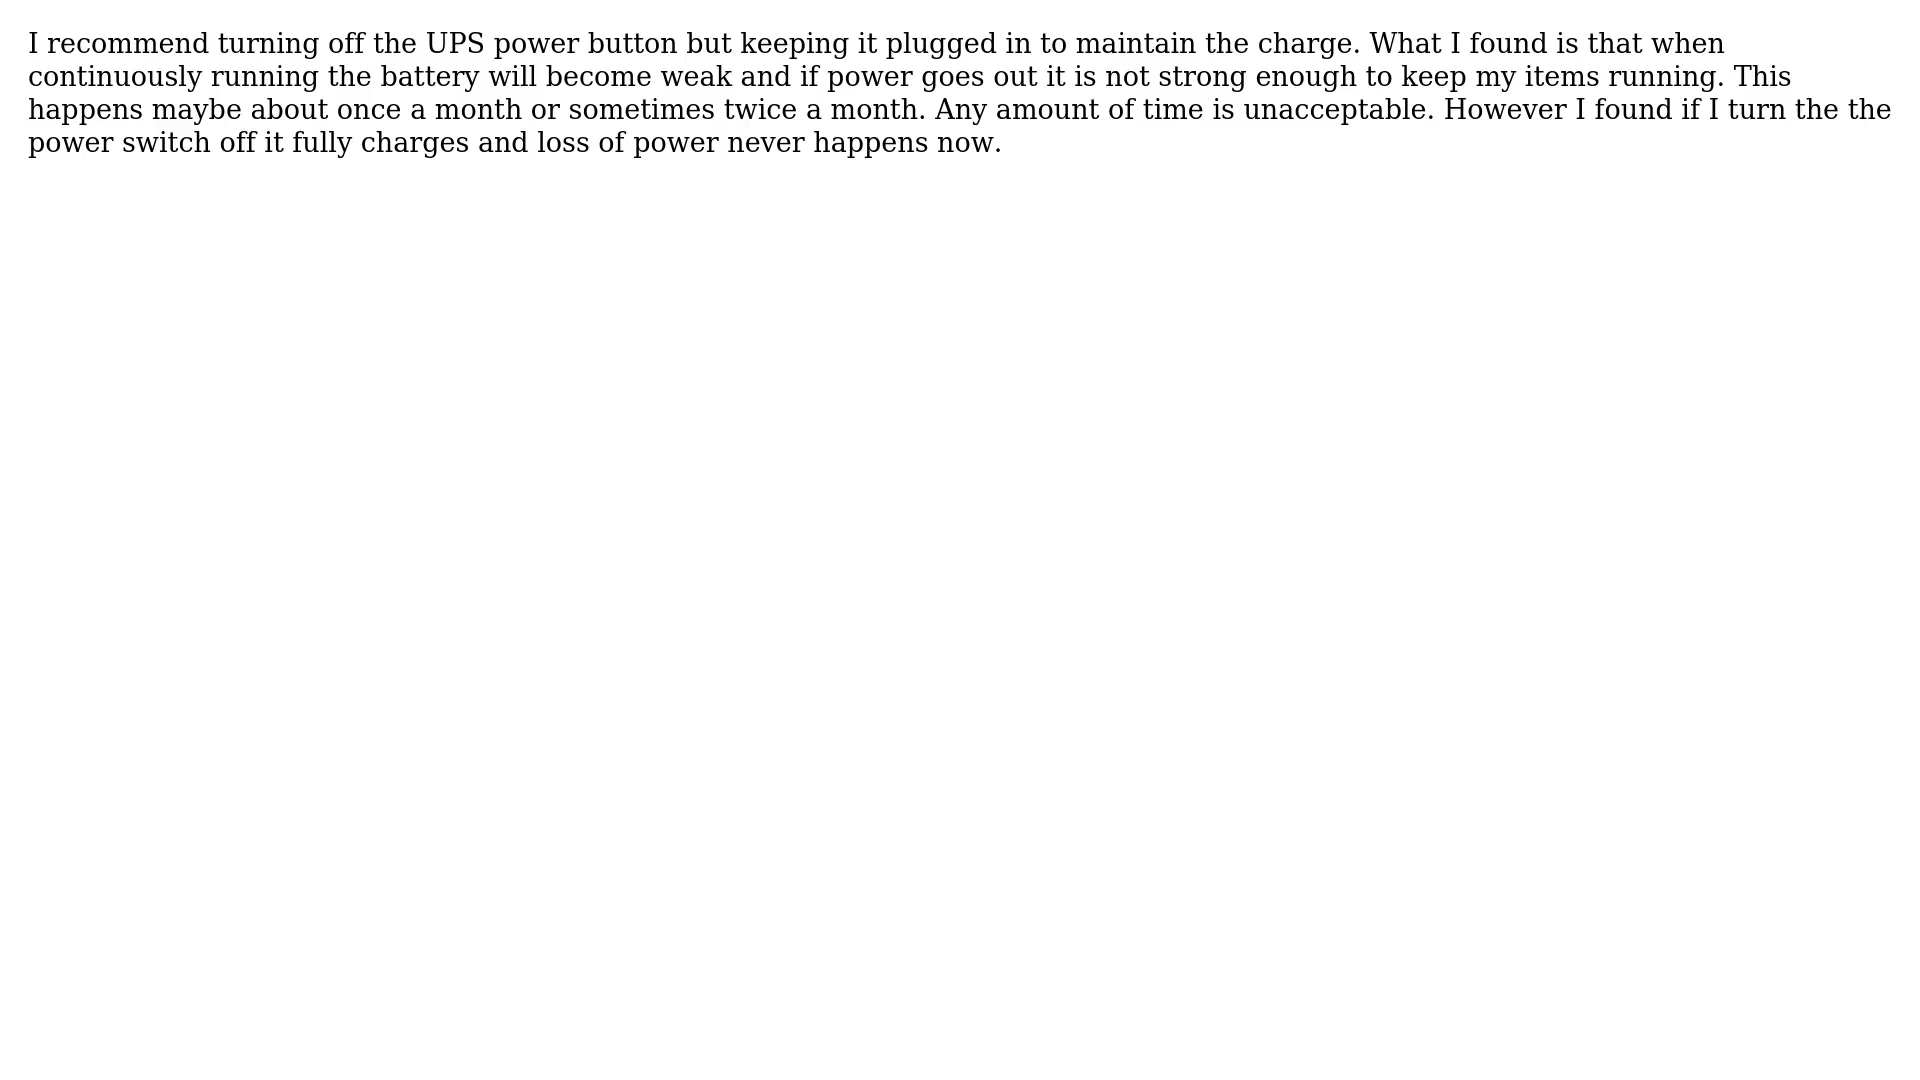 I recommend turning off the UPS power button but keeping it plugged in to maintain the charge. What I found is that when
continuously running the battery will become weak and if power goes out it is not strong enough to keep my items running. This
happens maybe about once a month or sometimes twice a month. Any amount of time is unacceptable. However I found if I turn the the
power switch off it fully charges and loss of power never happens now.